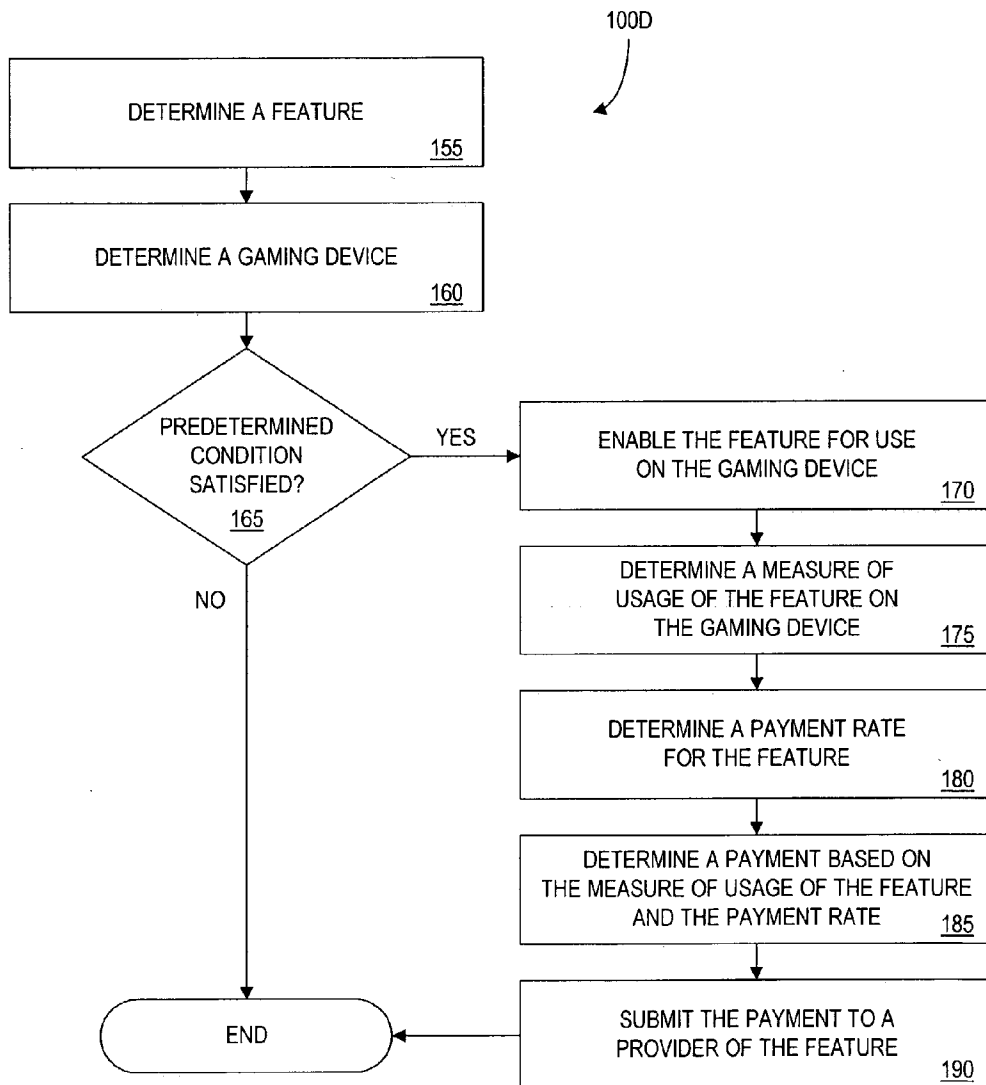 100D
DETERMINE A FEATURE
155
DETERMINE A GAMING DEVICE
160
PREDETERMINED
CONDITION
SATISFIED?
165
YES
NO
ENABLE THE FEATURE FOR USE
ON THE GAMING DEVICE
170
DETERMINE A MEASURE OF
USAGE OF THE FEATURE ON
THE GAMING DEVICE
175
DETERMINE A PAYMENT RATE
FOR THE FEATURE
180
DETERMINE A PAYMENT BASED ON
THE MEASURE OF USAGE OF THE FEATURE
AND THE PAYMENT RATE
185
SUBMIT THE PAYMENT TO A
PROVIDER OF THE FEATURE
190
END